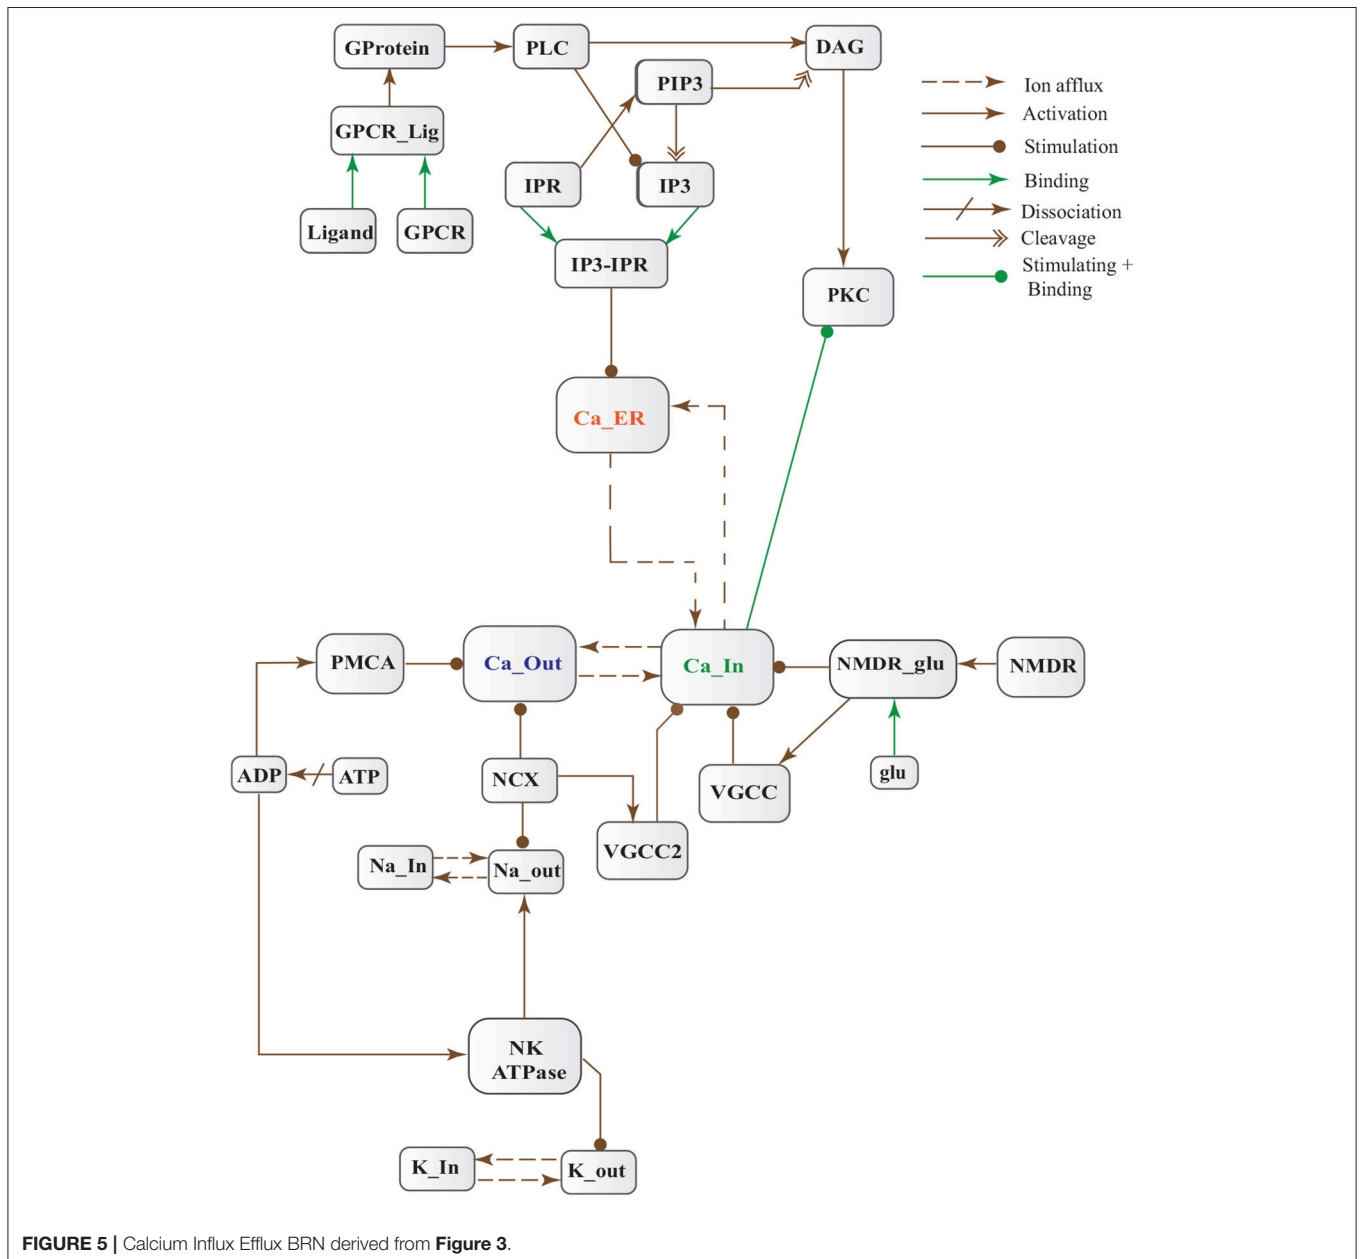 GProtein
PLC
DAG
PIP3
GPCR_Lig
IPR
IP3
Ligand
GPCR
IP3-IPR
PKC
Ion afflux
Activation
Stimulation
Binding
Dissociation
Cleavage
Stimulating +
Binding
Ca_ER
PMCA
Ca_Out
Ca_In
NMDR_glu
NMDR
ADP
ATP
NCX
VGCC
glu
VGCC2
Na_In
Na_out
NK
ATPase
K_In
K_out
FIGURE 5 | Calcium Influx Efflux BRN derived from Figure 3.